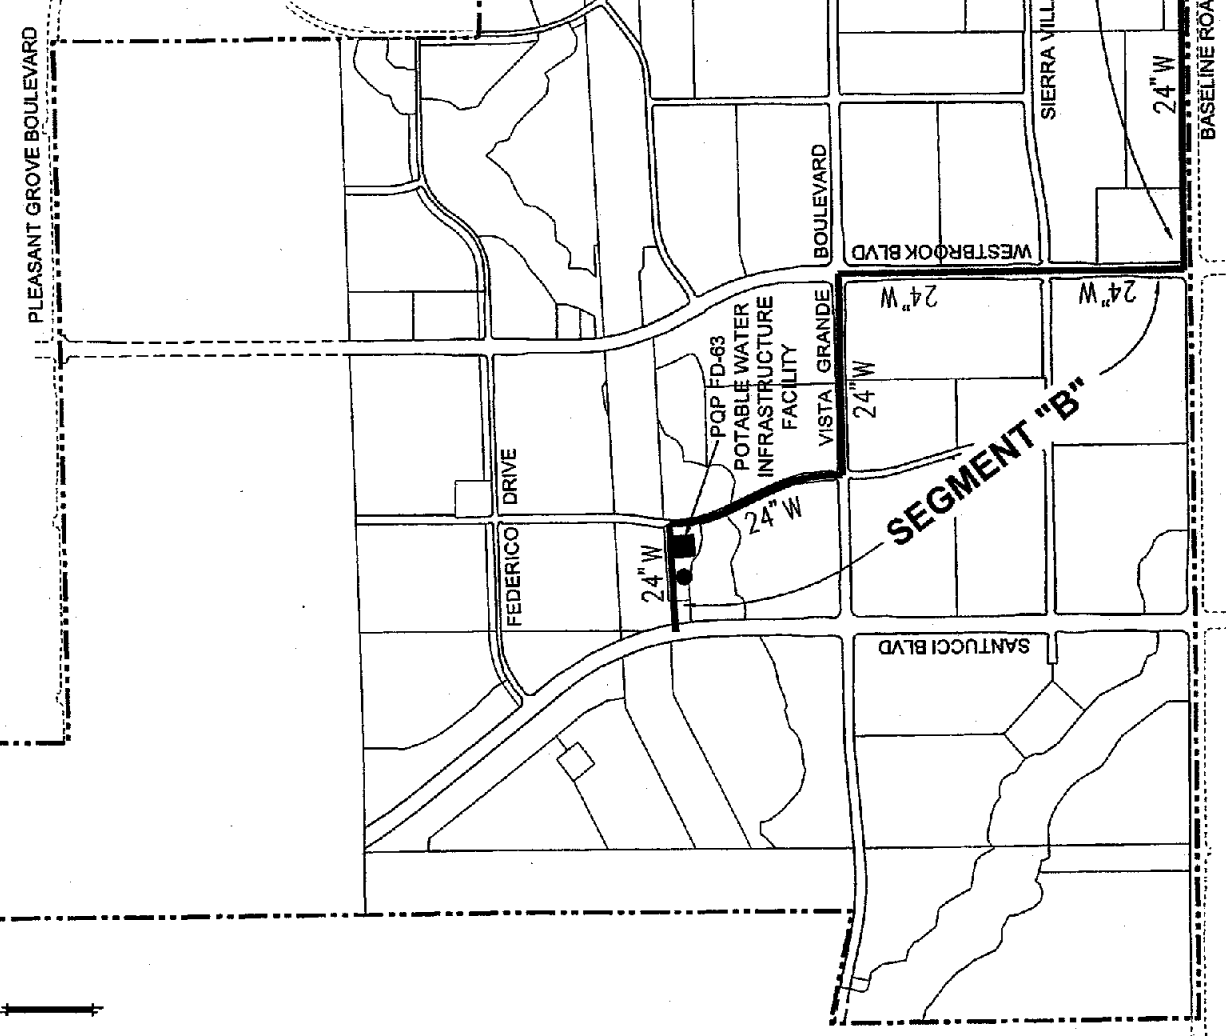 PLEASANT GROVE BOULEVARD
SIERRA VILL
24" W
BASELINE ROA
BOULEVARD
WESTBROOK BLVD
24" W
24" W
GRANDE
VISTA
24" W
PQP FD-63
POTABLE WATER
INFRASTRUCTURE
FACILITY
SEGMENT "B"
24" W
DRIVE
FEDERICO
24" W
SANTUCCI BLVD